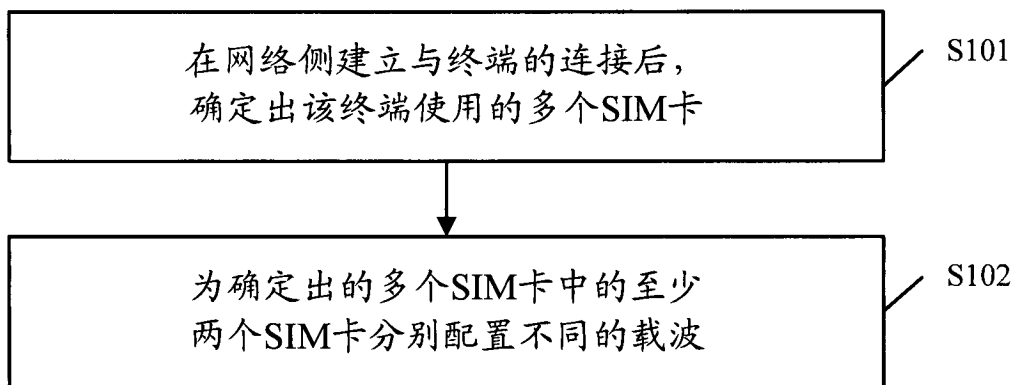 在网络侧建立与终端的连接后，
确定出该终端使用的多个SIM卡
S101
为确定出的多个SIM卡中的至少
两个SIM卡分别配置不同的载波
S102